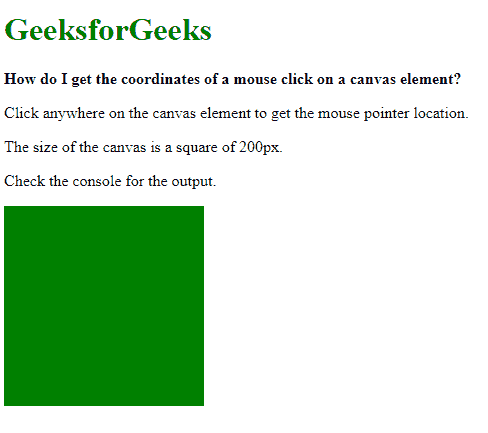 GeeksforGeeks
How do I get the coordinates of a mouse click on a canvas element?
Click anywhere on the canvas element to get the mouse pointer location.
The size of the canvas is a square of 200px.
Check the console for the output.